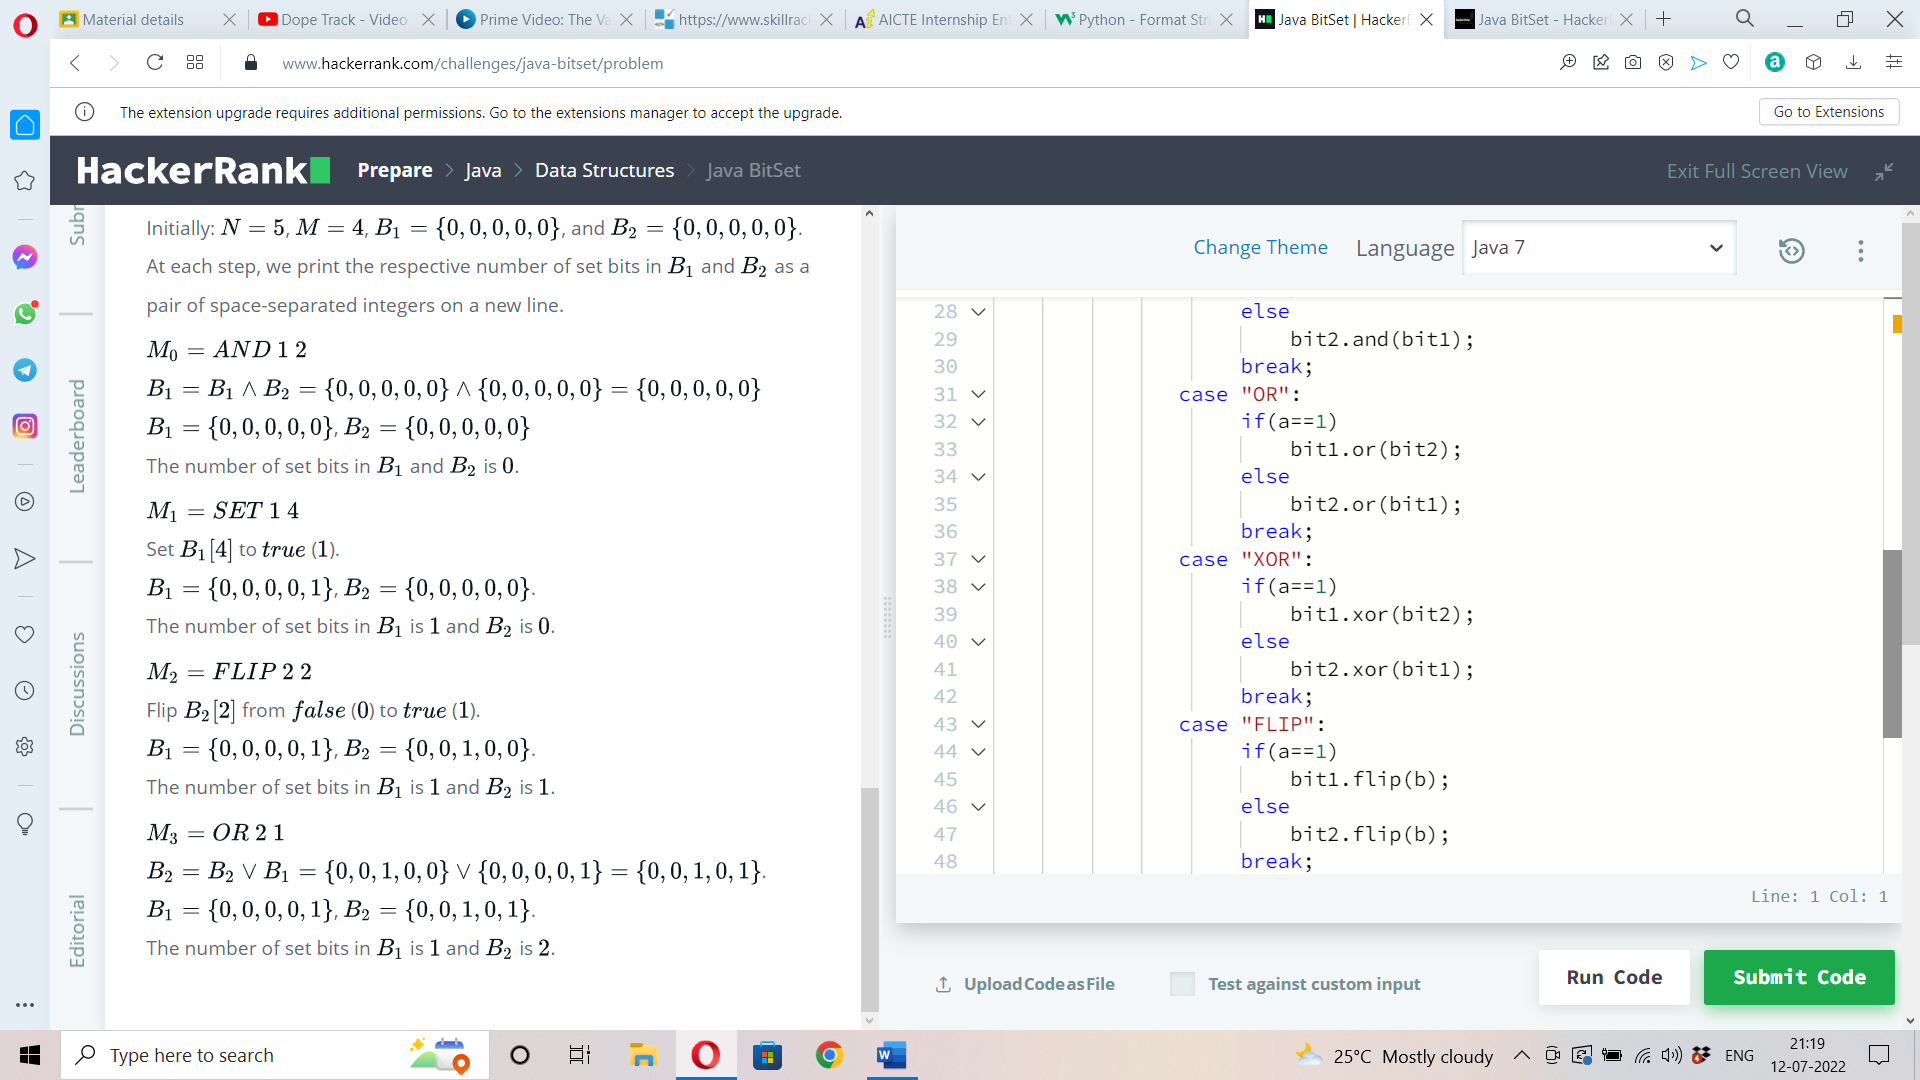 Material details
Dope Track - Video
Prime Video: The Va
https://www.skillrac
AICTE Internship En
Python - Format Str
Java BitSet | Hacker
Java BitSet - Hacker
www.hackerrank.com/challenges/java-bitset/problem
The extension upgrade requires additional permissions. Go to the extensions manager to accept the upgrade.
Go to Extensions
HackerRank
Prepare > Java > Data Structures > Java BitSet
Exit Full Screen View
Subr
Leaderboard
Discussions
Editorial
Initially: N = 5, M = 4, B₁ = {0, 0, 0, 0, 0}, and B₂ = {0, 0, 0, 0, 0}.
At each step, we print the respective number of set bits in B₁ and B₂ as a
pair of space-separated integers on a new line.
M₀ = AND 1 2
B₁ = B₁ ∧ B₂ = {0, 0, 0, 0, 0} ∧ {0, 0, 0, 0, 0} = {0, 0, 0, 0, 0}
B₁ = {0, 0, 0, 0, 0}, B₂ = {0, 0, 0, 0, 0}
The number of set bits in B₁ and B₂ is 0.
M₁ = SET 1 4
Set B₁[4] to true (1).
B₁ = {0, 0, 0, 0, 1}, B₂ = {0, 0, 0, 0, 0}.
The number of set bits in B₁ is 1 and B₂ is 0.
M₂ = FLIP 2 2
Flip B₂[2] from false (0) to true (1).
B₁ = {0, 0, 0, 0, 1}, B₂ = {0, 0, 1, 0, 0}.
The number of set bits in B₁ is 1 and B₂ is 1.
M₃ = OR 2 1
B₂ = B₂ ∨ B₁ = {0, 0, 1, 0, 0} ∨ {0, 0, 0, 0, 1} = {0, 0, 1, 0, 1}.
B₁ = {0, 0, 0, 0, 1}, B₂ = {0, 0, 1, 0, 1}.
The number of set bits in B₁ is 1 and B₂ is 2.
Change Theme Language Java 7
28 else
29 bit2.and(bit1);
30 break;
31 case "OR":
32 if(a==1)
33 bit1.or(bit2);
34 else
35 bit2.or(bit1);
36 break;
37 case "XOR":
38 if(a==1)
39 bit1.xor(bit2);
40 else
41 bit2.xor(bit1);
42 break;
43 case "FLIP":
44 if(a==1)
45 bit1.flip(b);
46 else
47 bit2.flip(b);
48 break;
Line: 1 Col: 1
Upload Code as File
Test against custom input
Run Code
Submit Code
Type here to search
25°C Mostly cloudy
ENG
21:19
12-07-2022